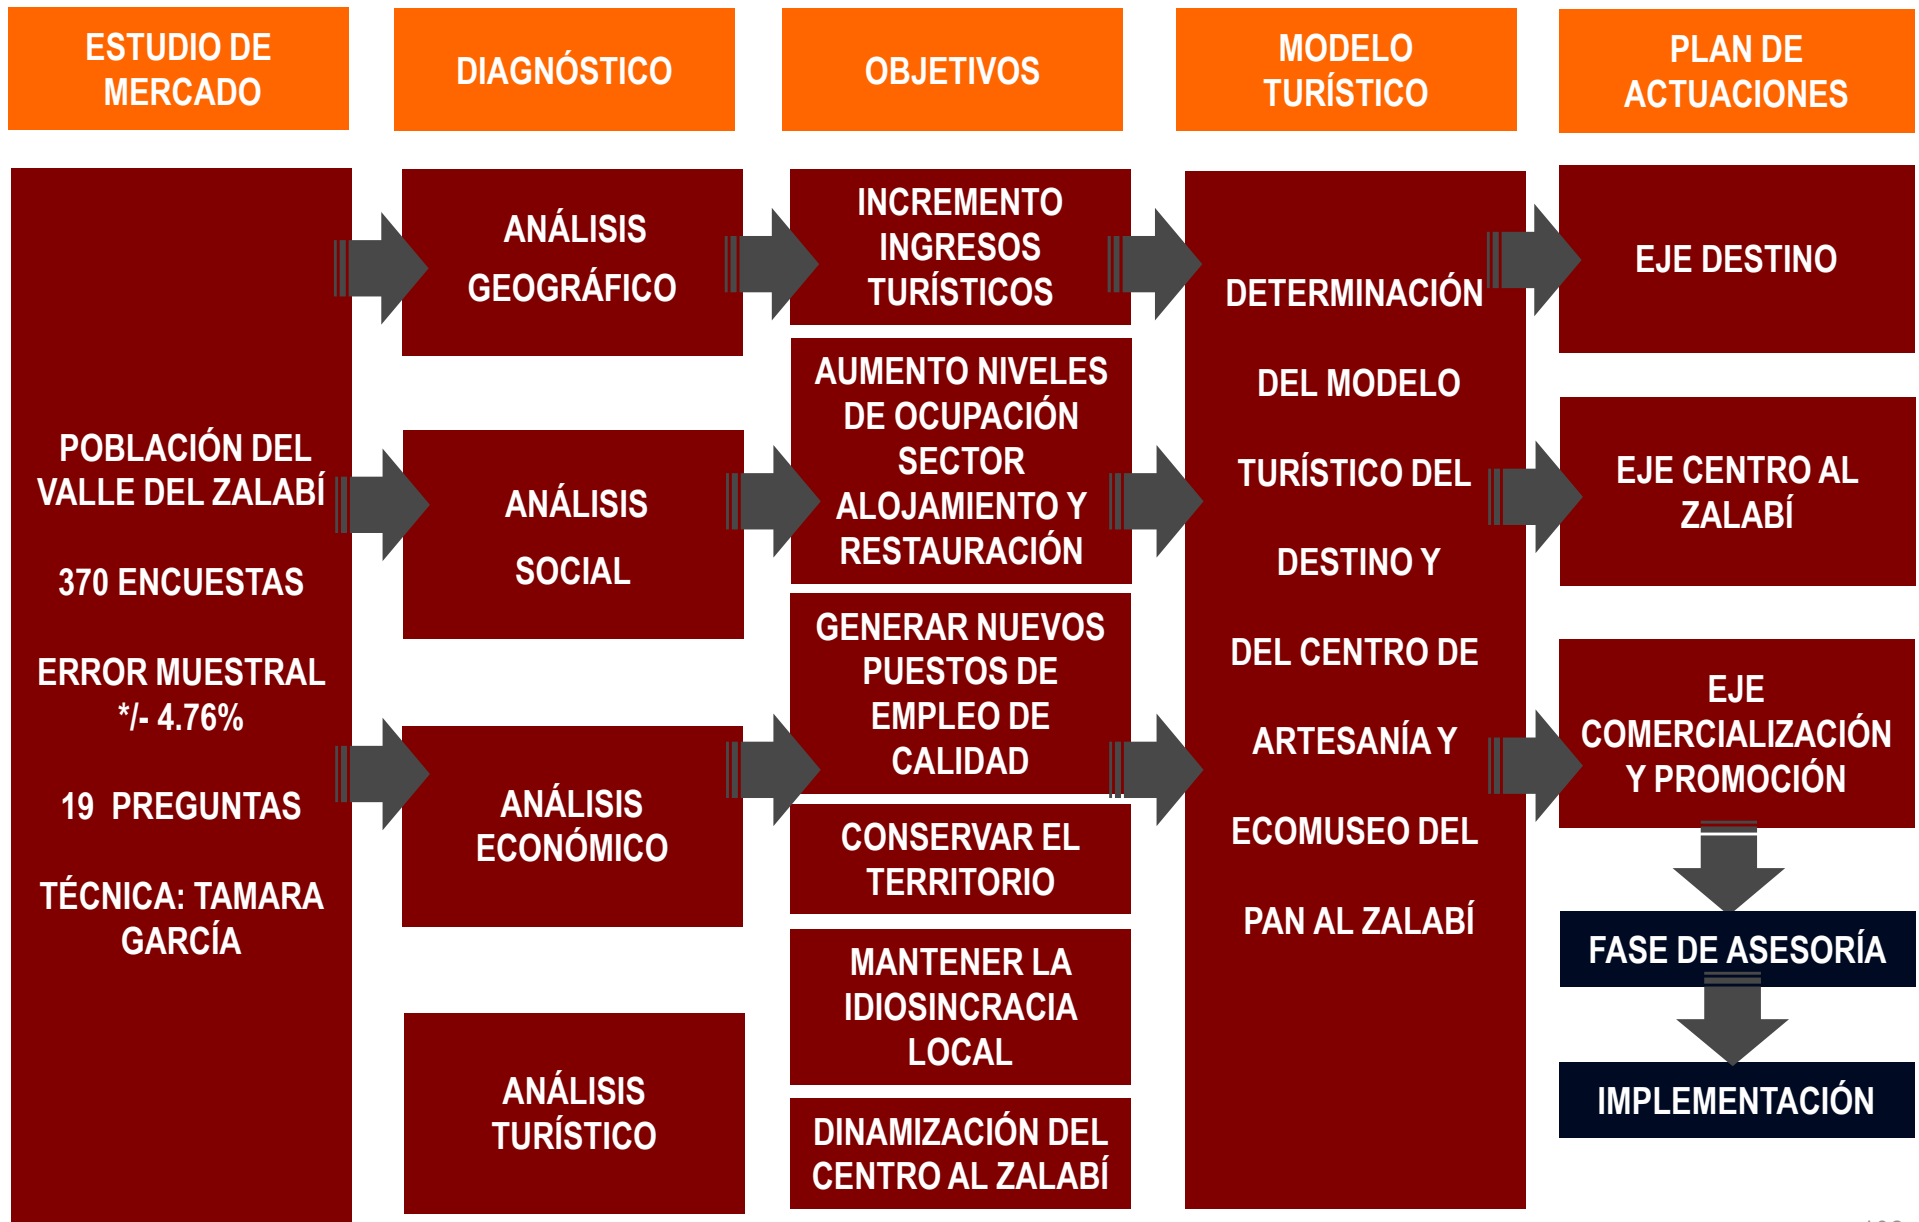 ESTUDIO DE
MERCADO
DIAGNÓSTICO
OBJETIVOS
MODELO
TURÍSTICO
PLAN DE
ACTUACIONES
POBLACIÓN DEL
VALLE DEL ZALABÍ
370 ENCUESTAS
ERROR MUESTRAL
*/- 4.76%
19 PREGUNTAS
TÉCNICA: TAMARA
GARCÍA
ANÁLISIS
GEOGRÁFICO
ANÁLISIS
SOCIAL
ANÁLISIS
ECONÓMICO
ANÁLISIS
TURÍSTICO
INCREMENTO
INGRESOS
TURÍSTICOS
AUMENTO NIVELES
DE OCUPACIÓN
SECTOR
ALOJAMIENTO Y
RESTAURACIÓN
GENERAR NUEVOS
PUESTOS DE
EMPLEO DE
CALIDAD
CONSERVAR EL
TERRITORIO
MANTENER LA
IDIOSINCRACIA
LOCAL
DINAMIZACIÓN DEL
CENTRO AL ZALABÍ
DETERMINACIÓN
DEL MODELO
TURÍSTICO DEL
DESTINO Y
DEL CENTRO DE
ARTESANÍA Y
ECOMUSEO DEL
PAN AL ZALABÍ
EJE DESTINO
EJE CENTRO AL
ZALABÍ
EJE
COMERCIALIZACIÓN
Y PROMOCIÓN
FASE DE ASESORÍA
IMPLEMENTACIÓN